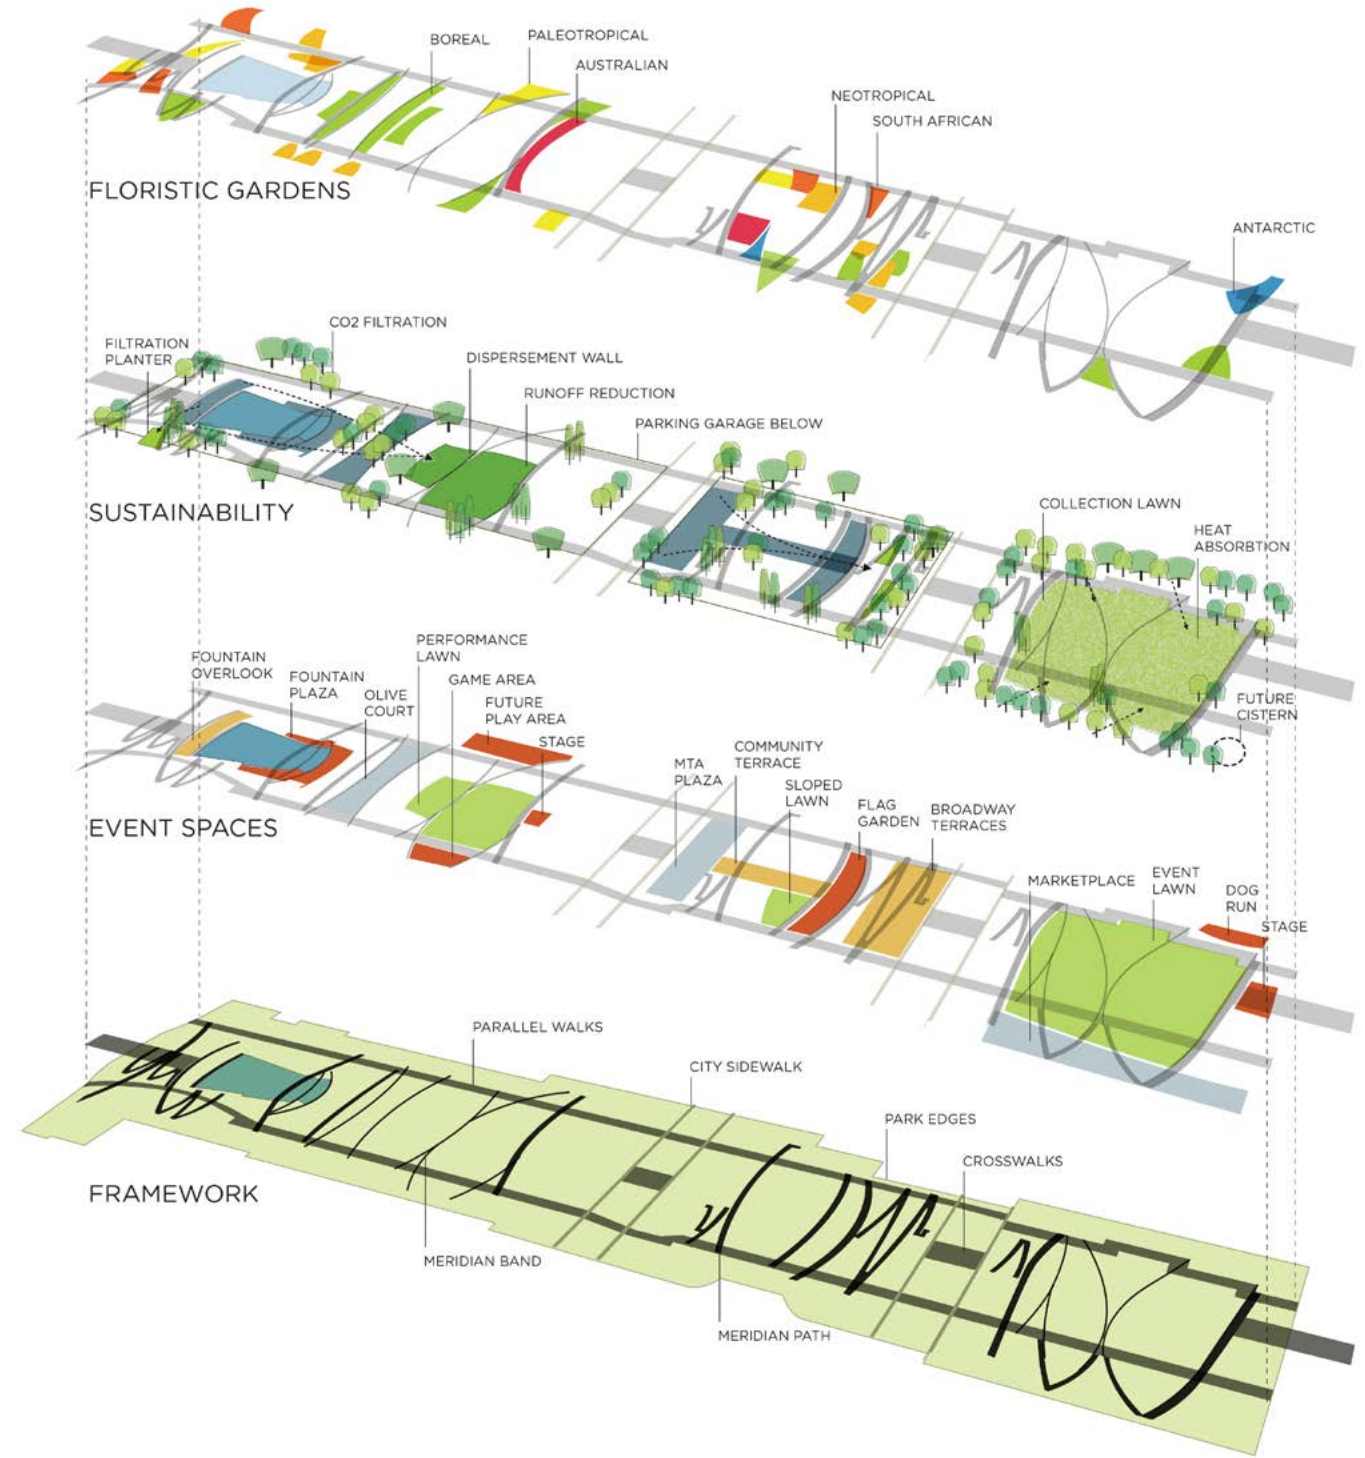 BOREAL
PALEOTROPICAL
AUSTRALIAN
NEOTROPICAL
SOUTH AFRICAN
ANTARCTIC
FLORISTIC GARDENS
FILTRATION
PLANTER
CO2 FILTRATION
DISPERSEMENT WALL
RUNOFF REDUCTION
PARKING GARAGE BELOW
COLLECTION LAWN
HEAT
ABSORBTION
FUTURE
CISTERN
SUSTAINABILITY
FOUNTAIN
OVERLOOK
FOUNTAIN
PLAZA
OLIVE
COURT
PERFORMANCE
LAWN
GAME AREA
FUTURE
PLAY AREA
STAGE
MTA
PLAZA
COMMUNITY
TERRACE
SLOPED
LAWN
FLAG
GARDEN
BROADWAY
TERRACES
MARKETPLACE
EVENT
LAWN
DOG
RUN
STAGE
EVENT SPACES
PARALLEL WALKS
CITY SIDEWALK
PARK EDGES
CROSSWALKS
FRAMEWORK
MERIDIAN BAND
MERIDIAN PATH